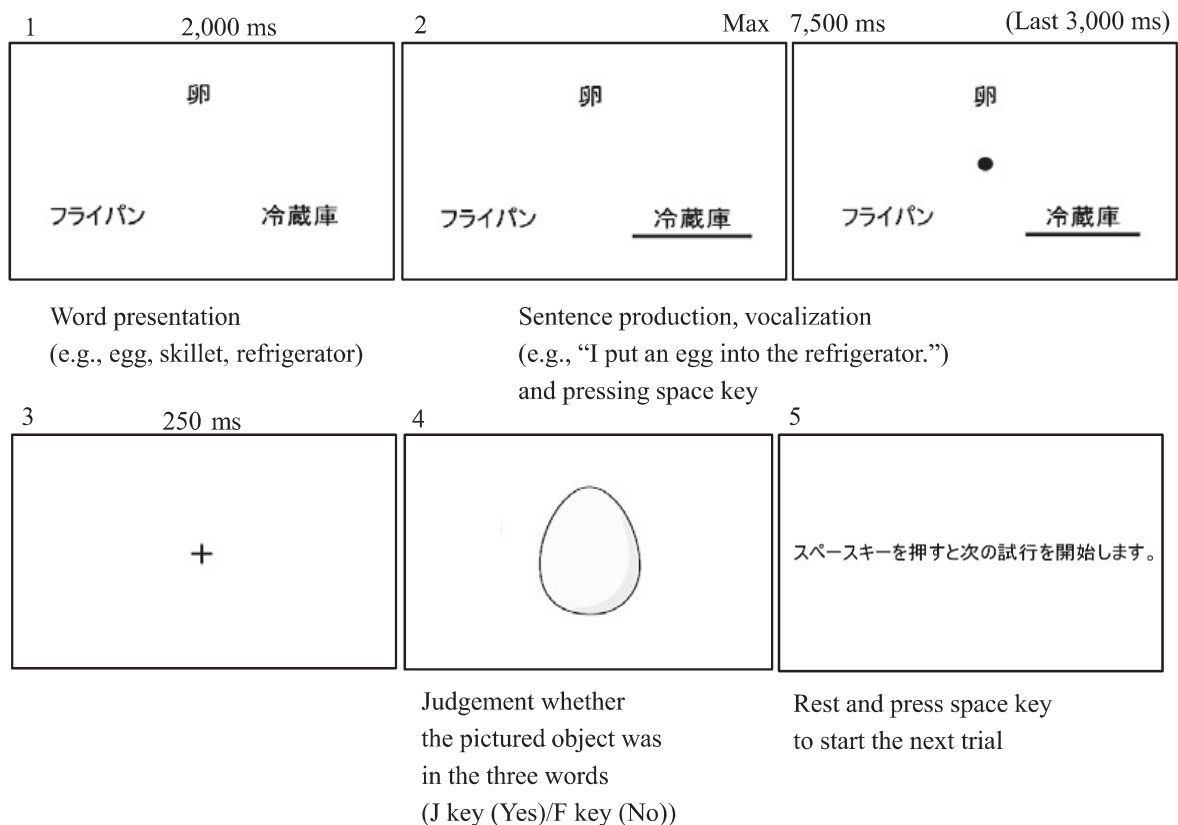 1 2,000 ms
2 Max 7,500 ms (Last 3,000 ms)
卵
フライパン 冷蔵庫
卵
フライパン 冷蔵庫
卵
フライパン 冷蔵庫
Word presentation
(e.g., egg, skillet, refrigerator)
Sentence production, vocalization
(e.g., “I put an egg into the refrigerator.”)
and pressing space key
3 250 ms
4
5
+
スペースキーを押すと次の試行を開始します。
Judgement whether
the pictured object was
in the three words
(J key (Yes)/F key (No))
Rest and press space key
to start the next trial